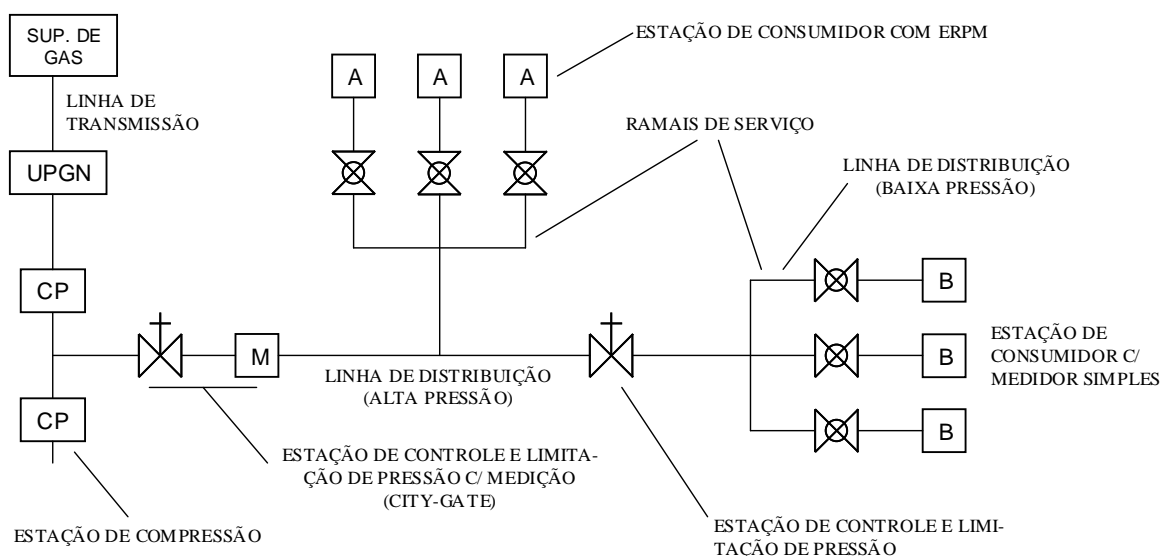 SUP. DE
GAS
LINHA DE
TRANSMISSÃO
UPGN
CP
CP
ESTAÇÃO DE COMPRESSÃO
M
ESTAÇÃO DE CONTROLE E LIMITA-
ÇÃO DE PRESSÃO C/ MEDIÇÃO
(CITY-GATE)
LINHA DE DISTRIBUIÇÃO
(ALTA PRESSÃO)
A
A
A
ESTAÇÃO DE CONSUMIDOR COM ERPM
RAMAIS DE SERVIÇO
LINHA DE DISTRIBUIÇÃO
(BAIXA PRESSÃO)
B
B
B
ESTAÇÃO DE
CONSUMIDOR C/
MEDIDOR SIMPLES
ESTAÇÃO DE CONTROLE E LIMI-
TAÇÃO DE PRESSÃO